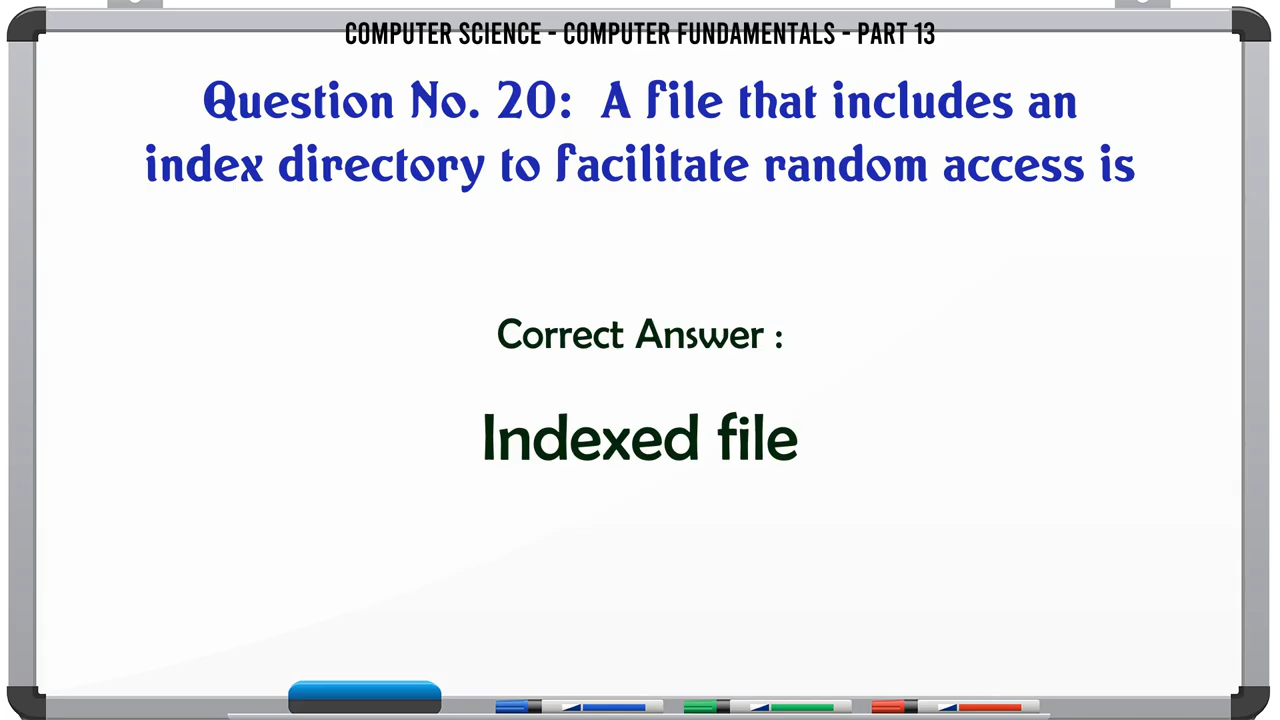 COMPUTER SCIENCE - COMPUTER FUNDAMENTALS - PART 13
Question No. 20: A file that includes an
index directory to facilitate random access is
Correct Answer :
Indexed file